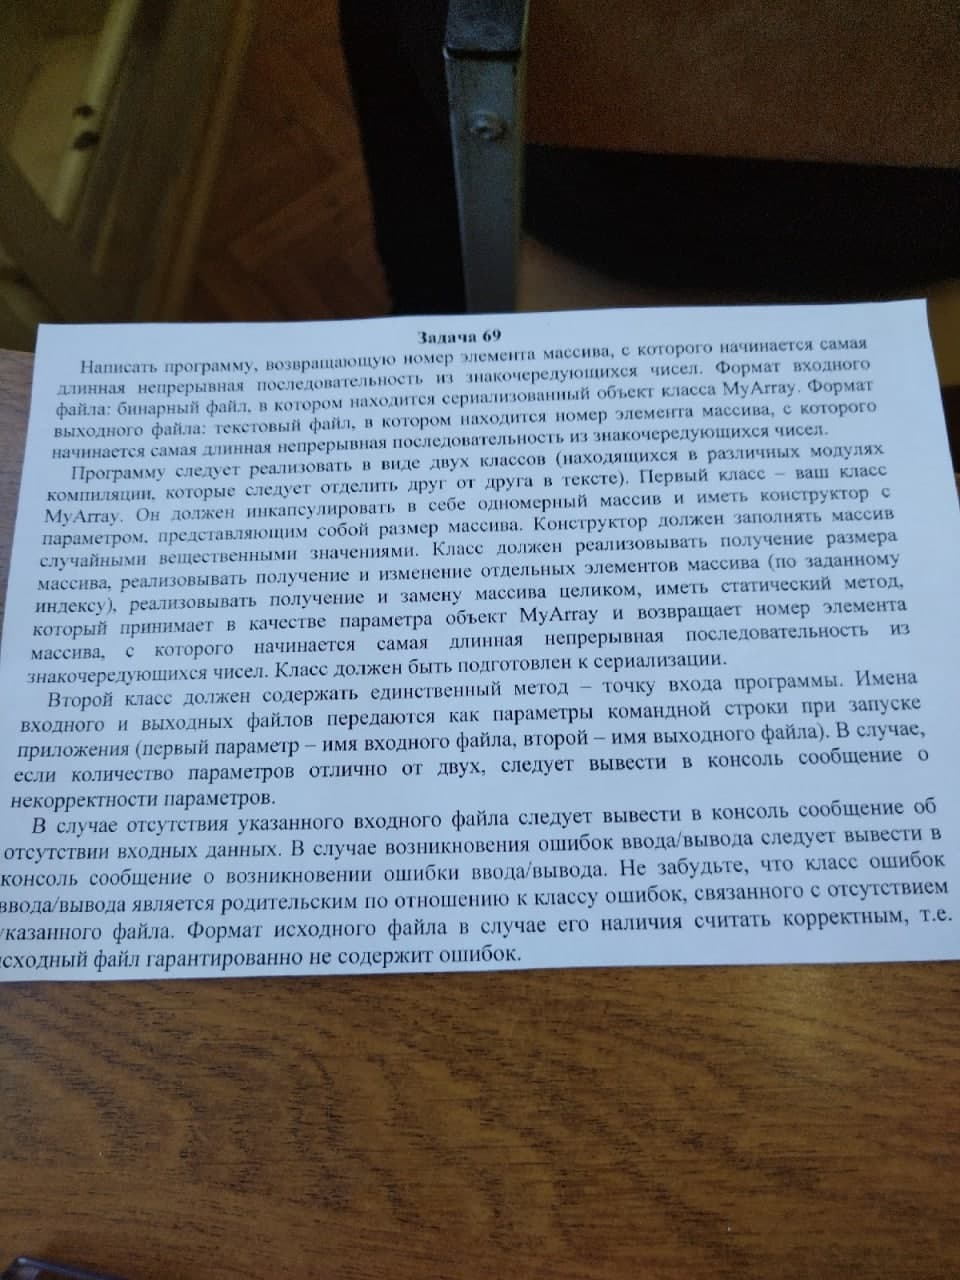 Задача 69
Написать программу, возвращающую номер элемента массива, с которого начинается самая
длинная непрерывная последовательность из знакочередующихся чисел. Формат входного
файла: бинарный файл, в котором находится сериализованный объект класса MyArray. Формат
выходного файла: текстовый файл, в котором находится номер элемента массива, с которого
начинается самая длинная непрерывная последовательность из знакочередующихся чисел.
Программу следует реализовать в виде двух классов (находящихся в различных модулях
компиляции, которые следует отделить друг от друга в тексте). Первый класс – ваш класс
MyArray. Он должен инкапсулировать в себе одномерный массив и иметь конструктор с
параметром, представляющим собой размер массива. Конструктор должен заполнять массив
случайными вещественными значениями. Класс должен реализовывать получение размера
массива, реализовывать получение и изменение отдельных элементов массива (по заданному
индексу), реализовывать получение и замену массива целиком, иметь статический метод,
который принимает в качестве параметра объект MyArray и возвращает номер элемента
массива, с которого начинается самая длинная непрерывная последовательность из
знакочередующихся чисел. Класс должен быть подготовлен к сериализации.
Второй класс должен содержать единственный метод – точку входа программы. Имена
входного и выходных файлов передаются как параметры командной строки при запуске
приложения (первый параметр – имя входного файла, второй – имя выходного файла). В случае,
если количество параметров отлично от двух, следует вывести в консоль сообщение о
некорректности параметров.
В случае отсутствия указанного входного файла следует вывести в консоль сообщение об
отсутствии входных данных. В случае возникновения ошибок ввода/вывода следует вывести в
консоль сообщение о возникновении ошибки ввода/вывода. Не забудьте, что класс ошибок
ввода/вывода является родительским по отношению к классу ошибок, связанного с отсутствием
указанного файла. Формат исходного файла в случае его наличия считать корректным, т.е.
исходный файл гарантированно не содержит ошибок.